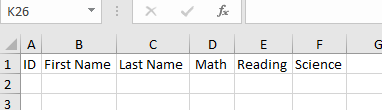 K26 fx
A B C D E F G
1 ID First Name Last Name Math Reading Science
2
3